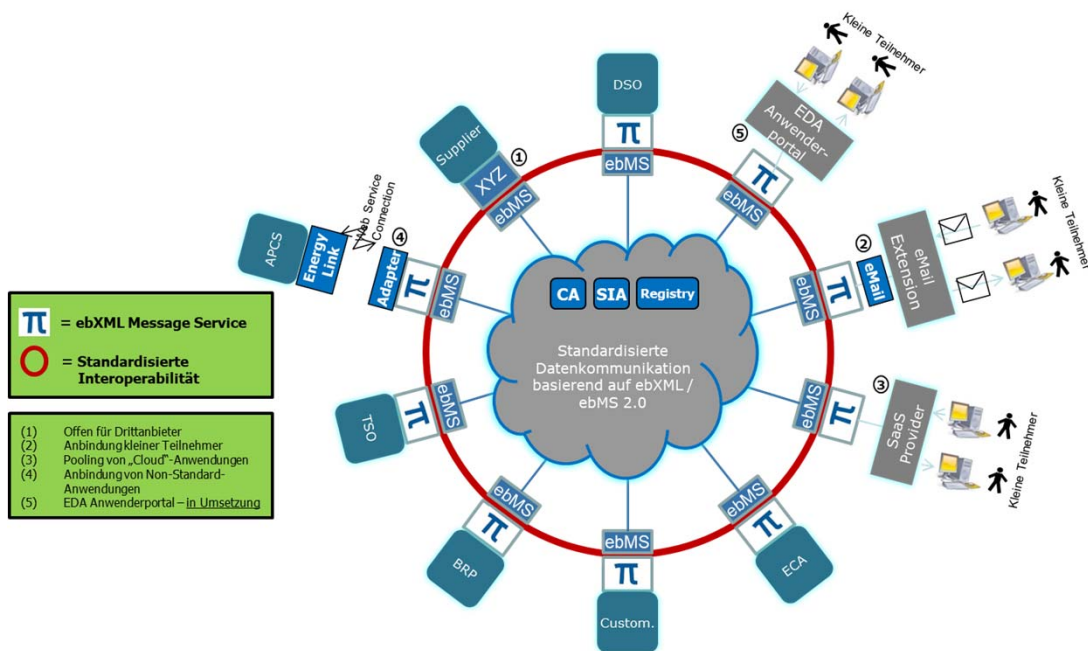 Kleine Teilnehmer
DSO
π
ebMS
EDA
Anwender-
portal
⑤
π
ebMS
Supplier
XYZ
①
ebMS
Web Service
Connection
APCS
Energy
Link
④
Adapter
π
ebMS
②
π
ebMS
eMail
eMail
Extension
Kleine Teilnehmer
CA
SIA
Registry
Standardisierte
Datenkommunikation
basierend auf ebXML /
ebMS 2.0
π = ebXML Message Service
= Standardisierte
Interoperabilität
TSO
π
ebMS
ebMS
π
③
SaaS
Provider
Kleine Teilnehmer
(1) Offen für Drittanbieter
(2) Anbindung kleiner Teilnehmer
(3) Pooling von „Cloud"-Anwendungen
(4) Anbindung von Non-Standard-
Anwendungen
(5) EDA Anwenderportal – in Umsetzung
BRP
π
ebMS
ebMS
π
Custom.
ebMS
π
ECA